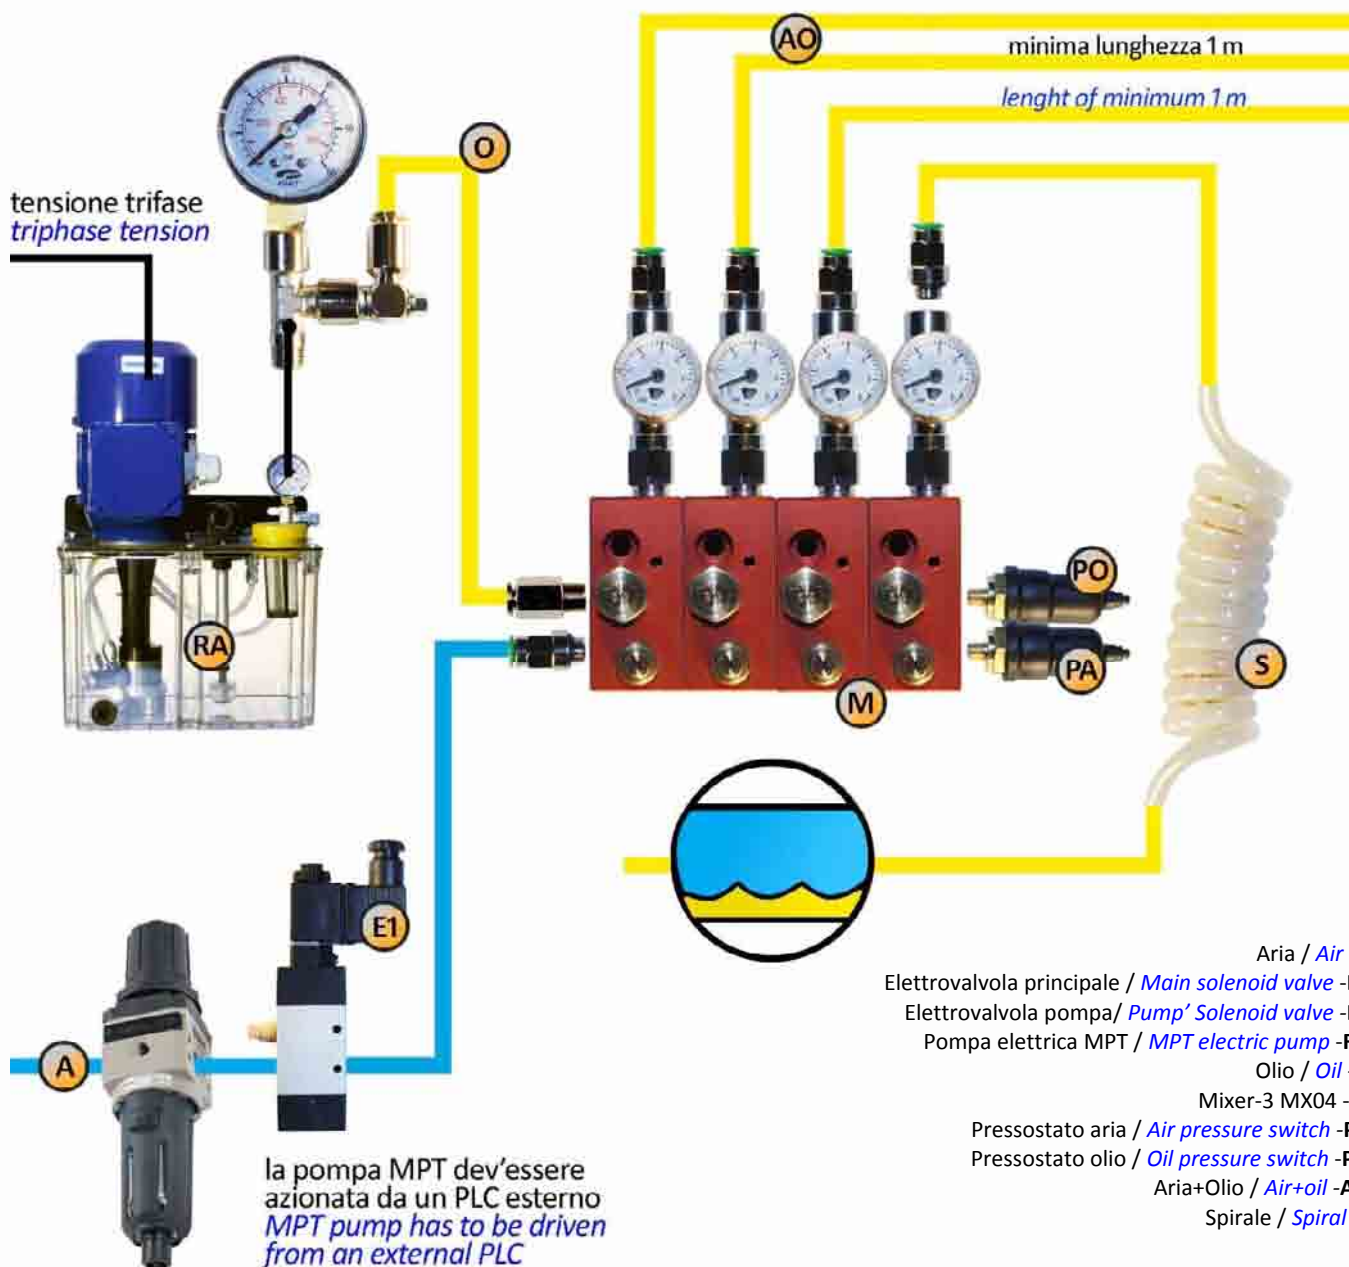 AO
minima lunghezza 1 m
lenght of minimum 1 m
O
tensione trifase
triphase tension
PO
RA
PA
S
M
E1
A
Aria / Air
Elettrovalvola principale / Main solenoid valve -
Elettrovalvola pompa/ Pump' Solenoid valve -
Pompa elettrica MPT / MPT electric pump -
Olio / Oil -
Mixer-3 MX04 -
Pressostato aria / Air pressure switch -P
Pressostato olio / Oil pressure switch -P
Aria+Olio / Air+oil -A
Spirale / Spiral
la pompa MPT dev'essere
azionata da un PLC esterno
MPT pump has to be driven
from an external PLC